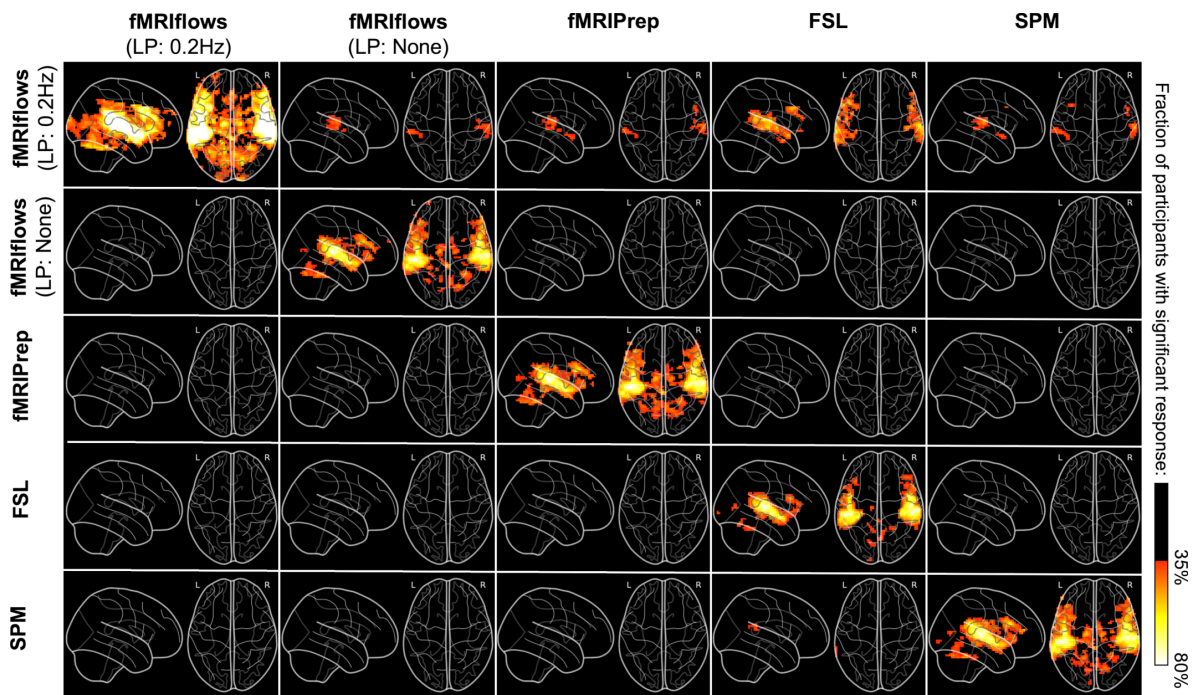 fMRIflows
(LP: 0.2Hz)
fMRIflows
(LP: None)
fMRIPrep
FSL
SPM
fMRIflows
(LP: 0.2Hz)
L R
L R
L R
L R
L R
fMRIflows
(LP: None)
L R
L R
L R
L R
L R
fMRIPrep
L R
L R
L R
L R
L R
FSL
L R
L R
L R
L R
L R
SPM
L R
L R
L R
L R
L R
Fraction of participants with significant response:
35%
80%